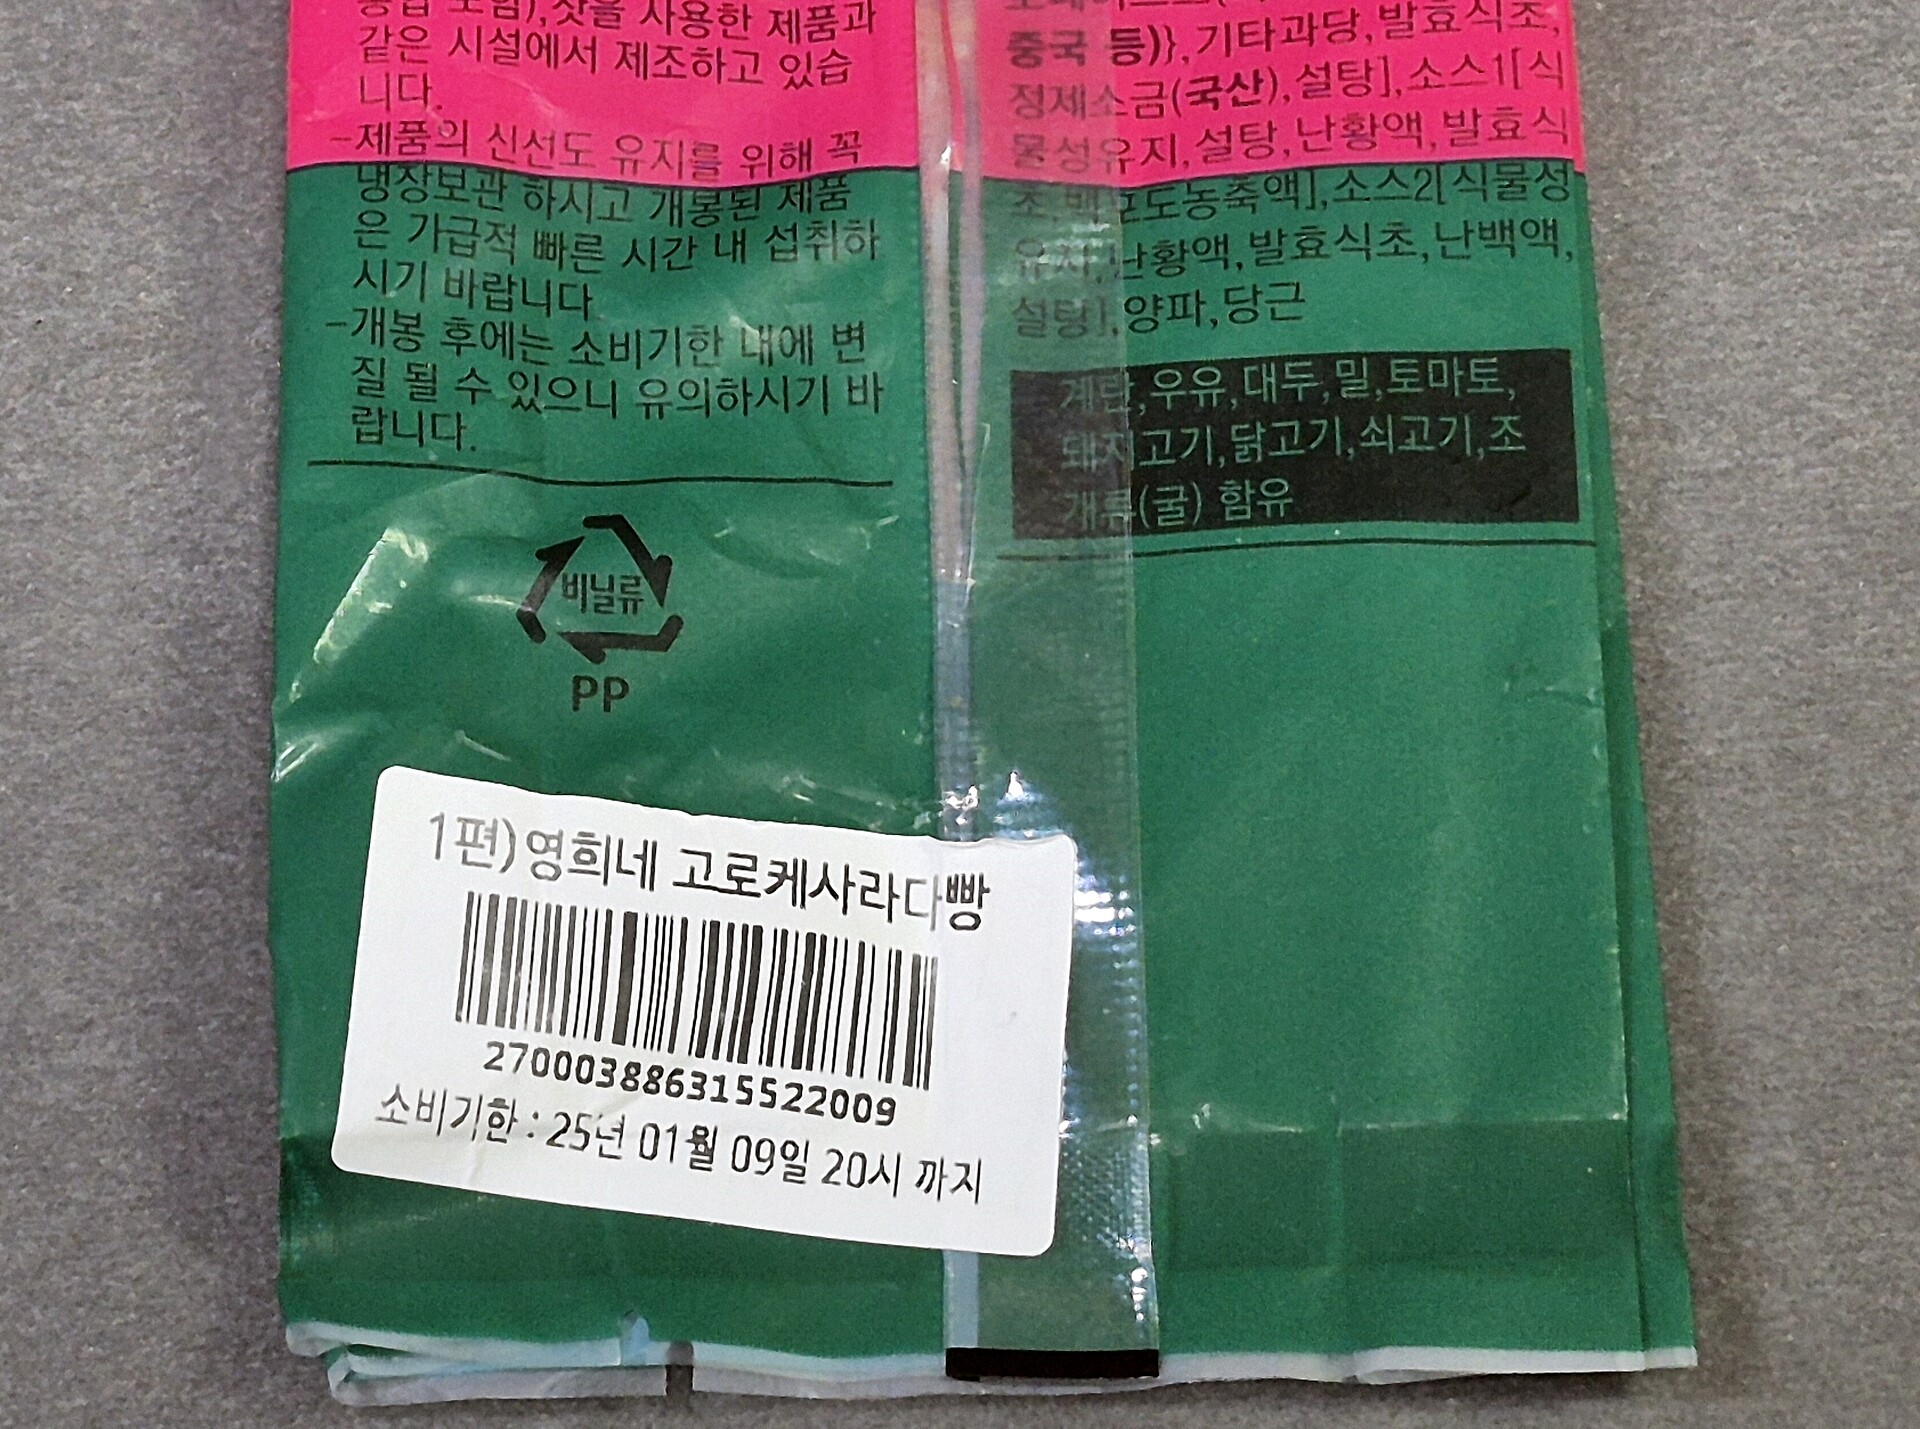 포함),잣을 사용한 제품과
같은 시설에서 제조하고 있습
니다.
-제품의 신선도 유지를 위해 꼭
냉장보관 하시고 개봉된 제품
은 가급적 빠른 시간 내 섭취하
시기 바랍니다
-개봉 후에는 소비기한 내에 변
질 될 수 있으니 유의하시기 바
랍니다.
비닐류
PP
중국 등)},기타과당,발효식초,
정제소금(국산),설탕],소스1[식
물성유지,설탕,난황액,발효식
초,백포도농축액],소스2[식물성
유지,난황액,발효식초,난백액,
설탕],양파,당근
계란,우유,대두,밀,토마토,
돼지고기,닭고기,쇠고기,조
개류(굴) 함유
1편)영희네 고로케사라다빵
270003886315522009
소비기한 : 25년 01월 09일 20시 까지